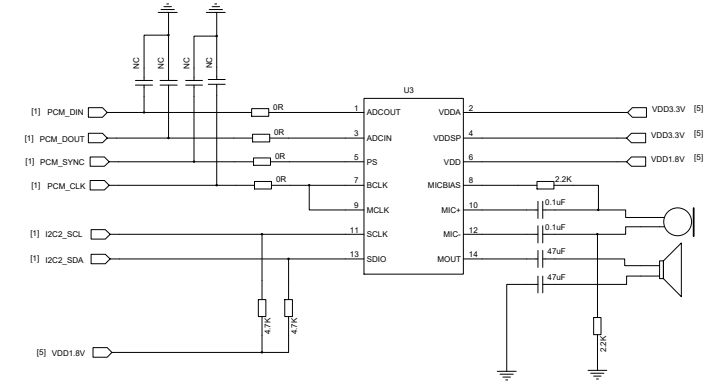 NC NC NC NC
U3
[1] PCM_DIN 0R 1 ADCOUT VDDA 2 VDD3.3V [5]
[1] PCM_DOUT 0R 3 ADCIN VDDSP 4 VDD3.3V [5]
[1] PCM_SYNC 0R 5 PS VDD 6 VDD1.8V [5]
[1] PCM_CLK 0R 7 BCLK MICBIAS 8 2.2K
9 MCLK MIC+ 10 0.1uF
[1] I2C2_SCL 11 SCLK MIC- 12 0.1uF
[1] I2C2_SDA 13 SDIO MOUT 14 47uF
47uF
4.7K 4.7K 2.2K
[5] VDD1.8V